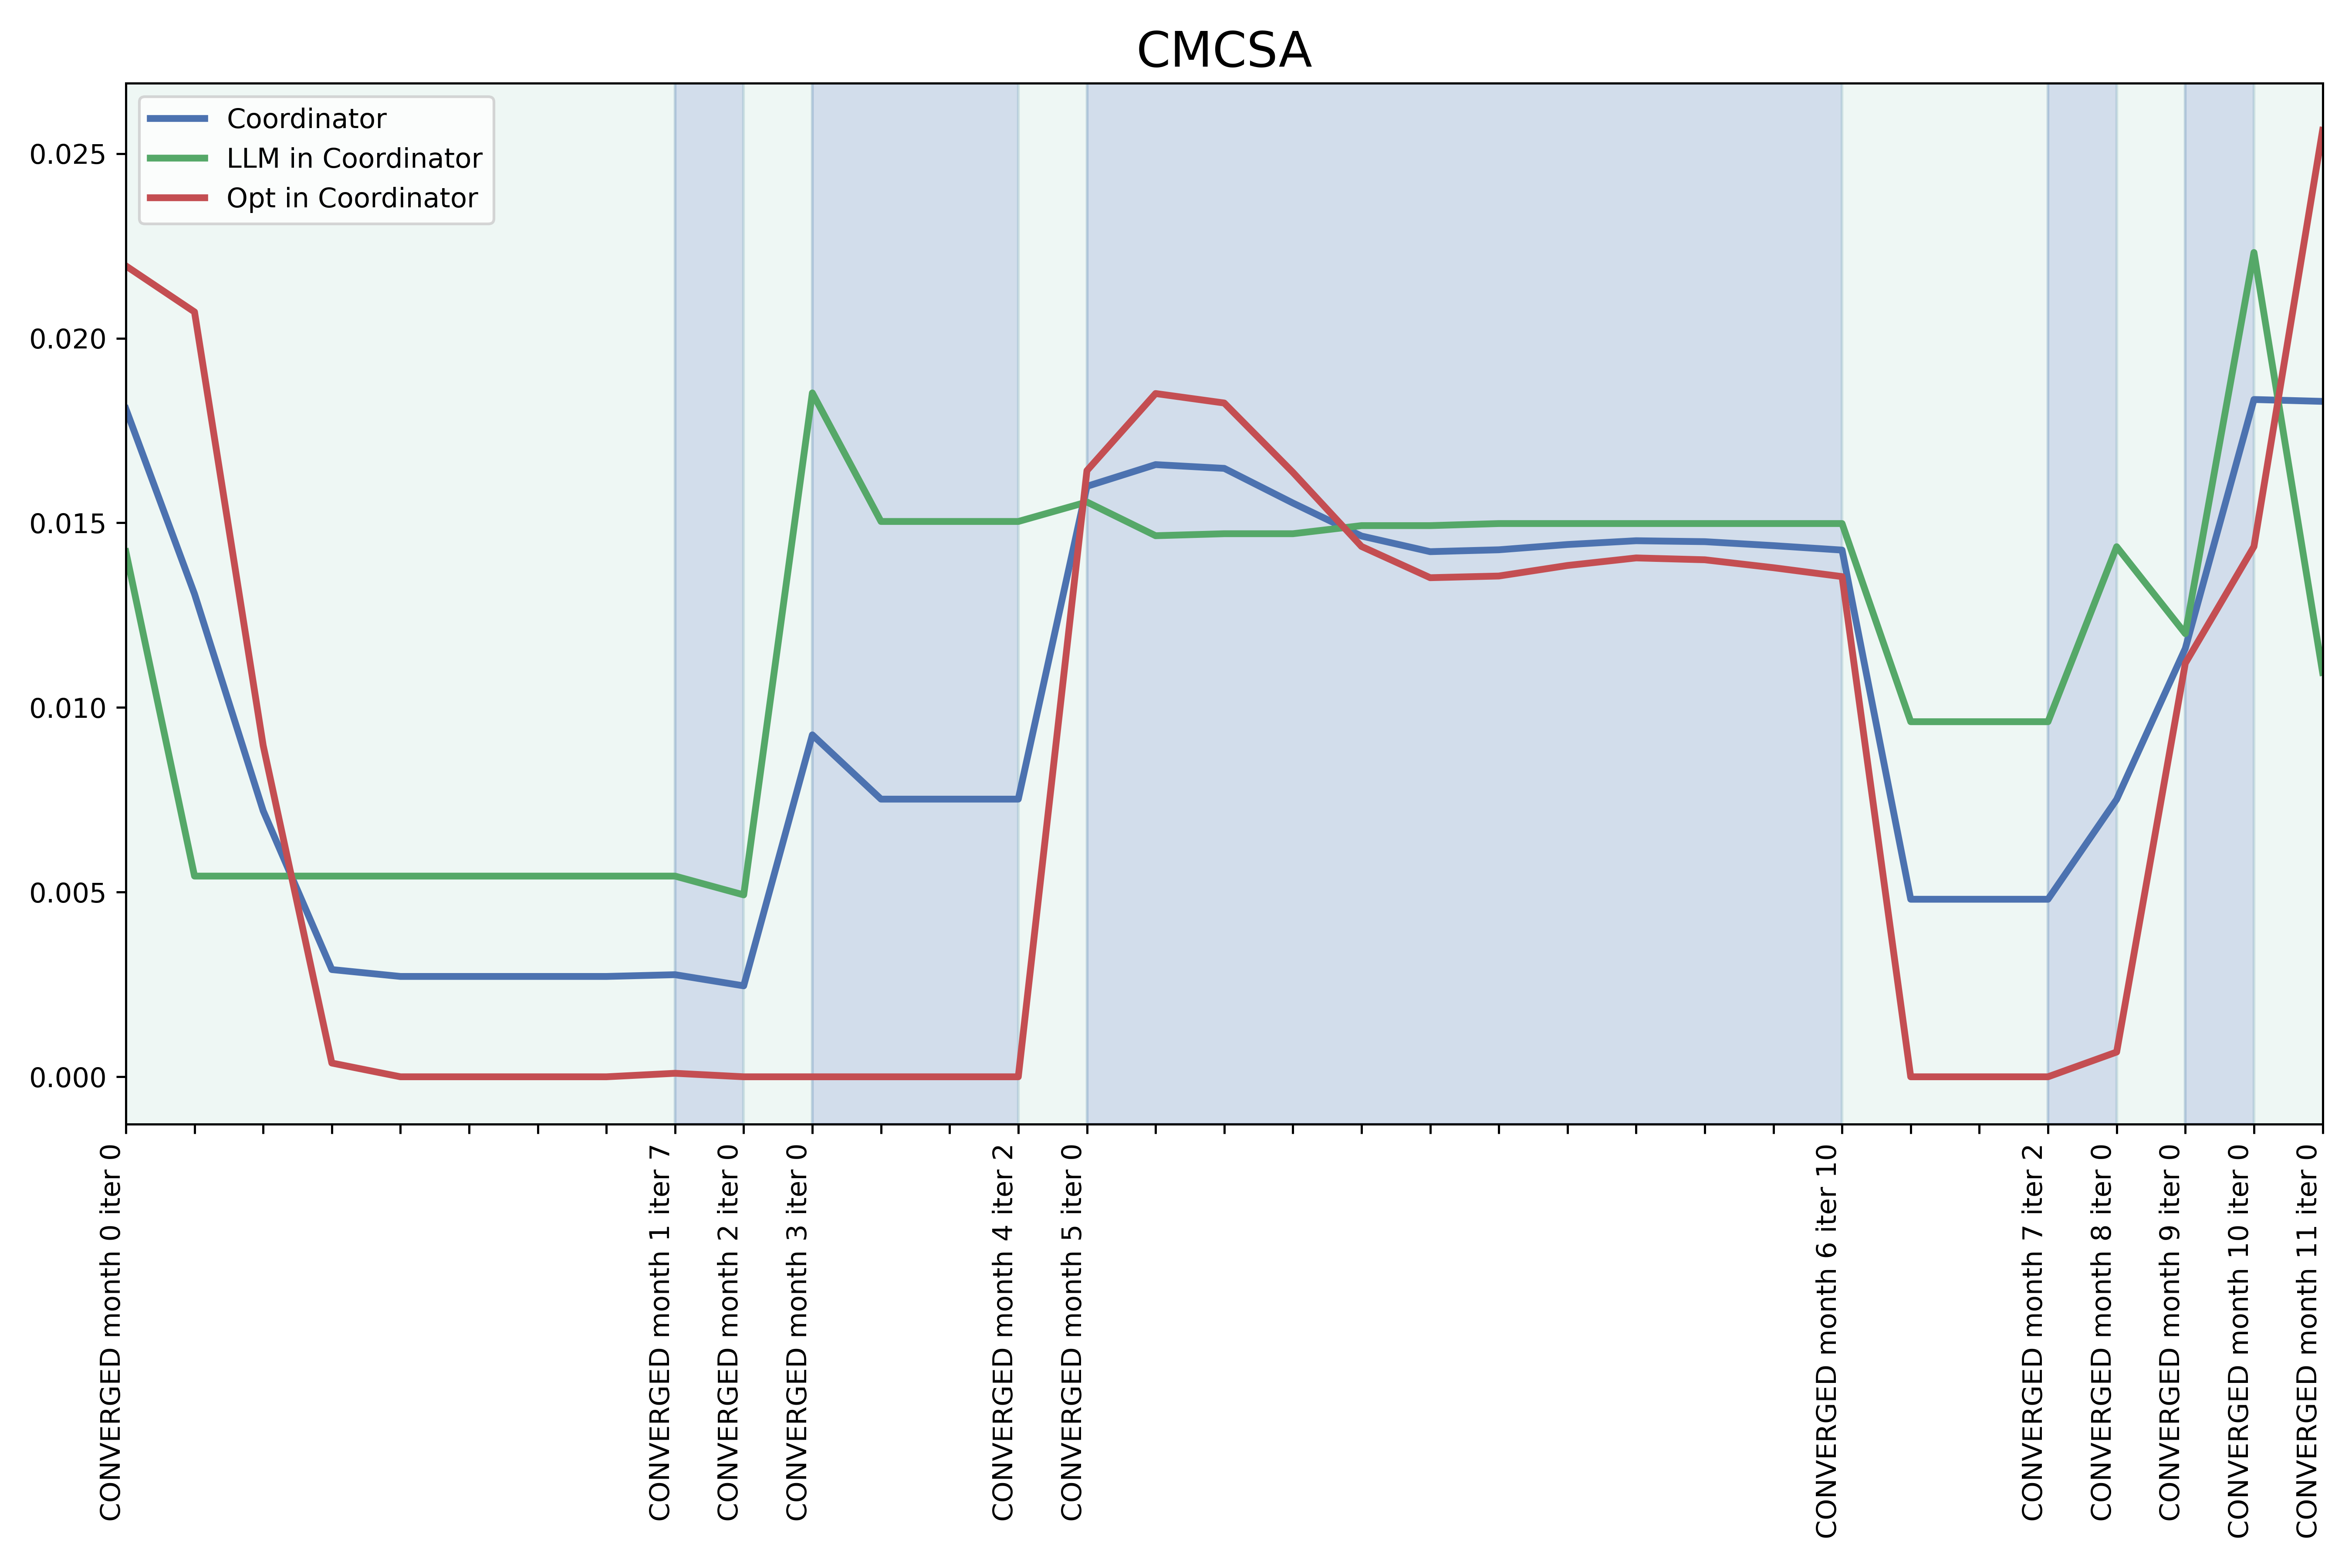 CMCSA
Coordinator
LLM in Coordinator
Opt in Coordinator
0.025
0.020
0.015
0.010
0.005
0.000
CONVERGED month 0 iter 0
CONVERGED month 1 iter 7
CONVERGED month 2 iter 0
CONVERGED month 3 iter 0
CONVERGED month 4 iter 2
CONVERGED month 5 iter 0
CONVERGED month 6 iter 10
CONVERGED month 7 iter 2
CONVERGED month 8 iter 0
CONVERGED month 9 iter 0
CONVERGED month 10 iter 0
CONVERGED month 11 iter 0